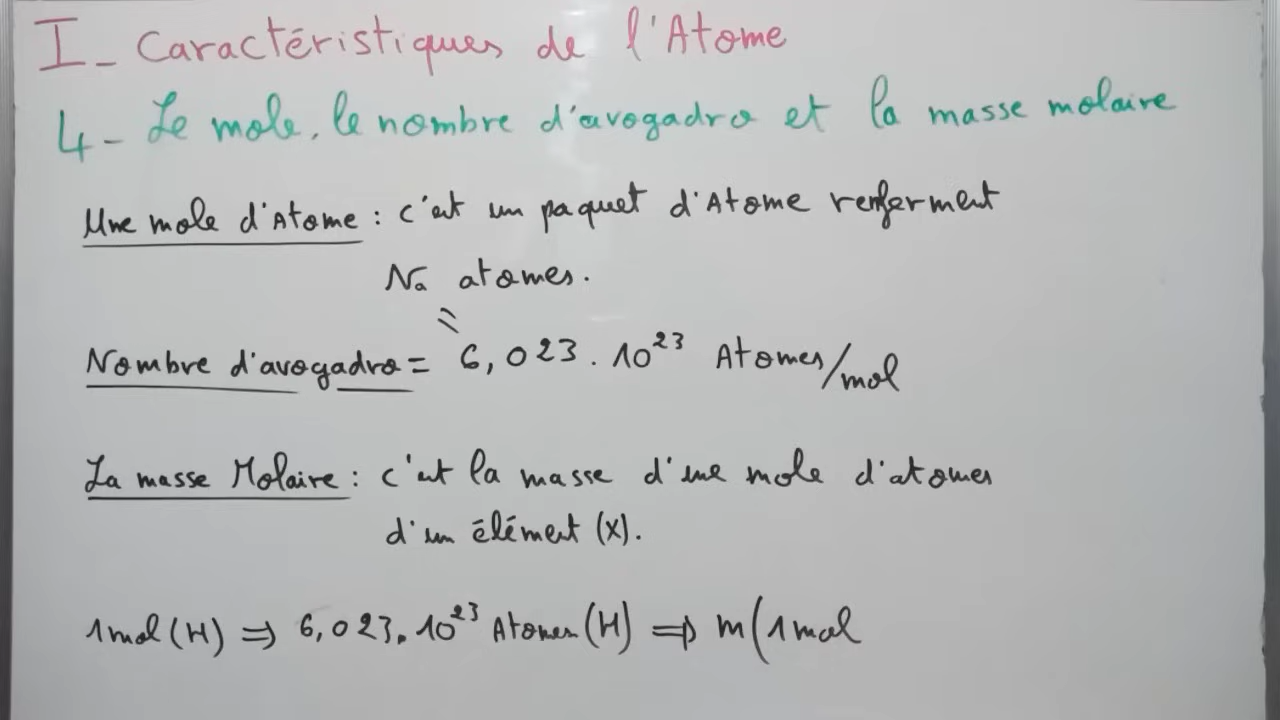 I - Caractéristiques de l'Atome
4 - Le mole, le nombre d'avogadro et la masse molaire
Une mole d'Atome : c'est un paquet d'Atome renferment
Na atomes.
=
Nombre d'avogadro = 6,023 . 10²³ Atomes/mol
La masse Molaire : c'est la masse d'une mole d'atomes
d'un élément (X).
1mol (H) ⇒ 6,023. 10²³ Atomes (H) ⇒ m(1mol